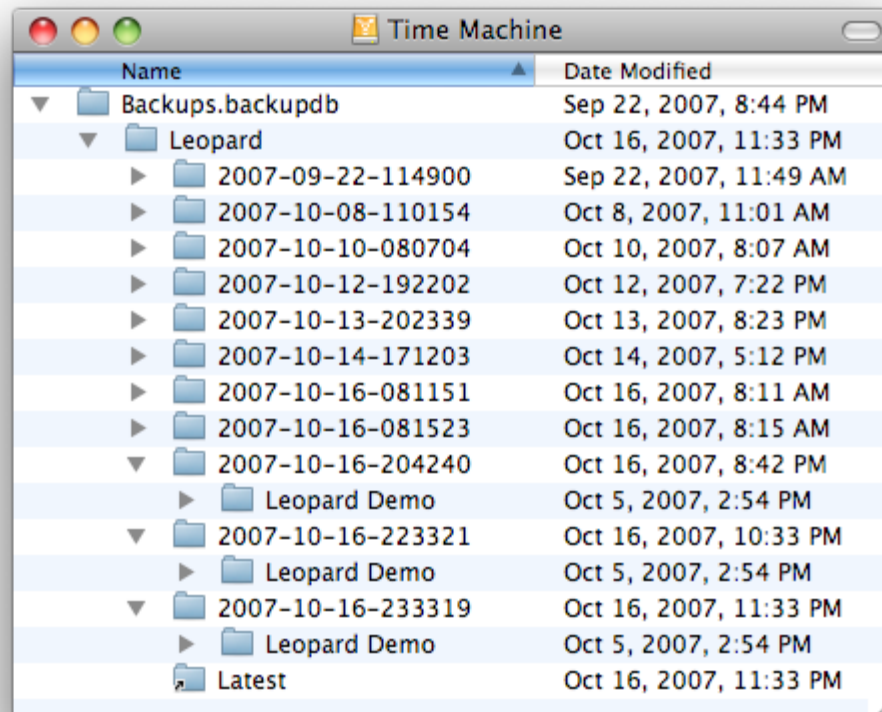 Time Machine
Name Date Modified
Backups.backupdb Sep 22, 2007, 8:44 PM
Leopard Oct 16, 2007, 11:33 PM
2007-09-22-114900 Sep 22, 2007, 11:49 AM
2007-10-08-110154 Oct 8, 2007, 11:01 AM
2007-10-10-080704 Oct 10, 2007, 8:07 AM
2007-10-12-192202 Oct 12, 2007, 7:22 PM
2007-10-13-202339 Oct 13, 2007, 8:23 PM
2007-10-14-171203 Oct 14, 2007, 5:12 PM
2007-10-16-081151 Oct 16, 2007, 8:11 AM
2007-10-16-081523 Oct 16, 2007, 8:15 AM
2007-10-16-204240 Oct 16, 2007, 8:42 PM
Leopard Demo Oct 5, 2007, 2:54 PM
2007-10-16-223321 Oct 16, 2007, 10:33 PM
Leopard Demo Oct 5, 2007, 2:54 PM
2007-10-16-233319 Oct 16, 2007, 11:33 PM
Leopard Demo Oct 5, 2007, 2:54 PM
Latest Oct 16, 2007, 11:33 PM